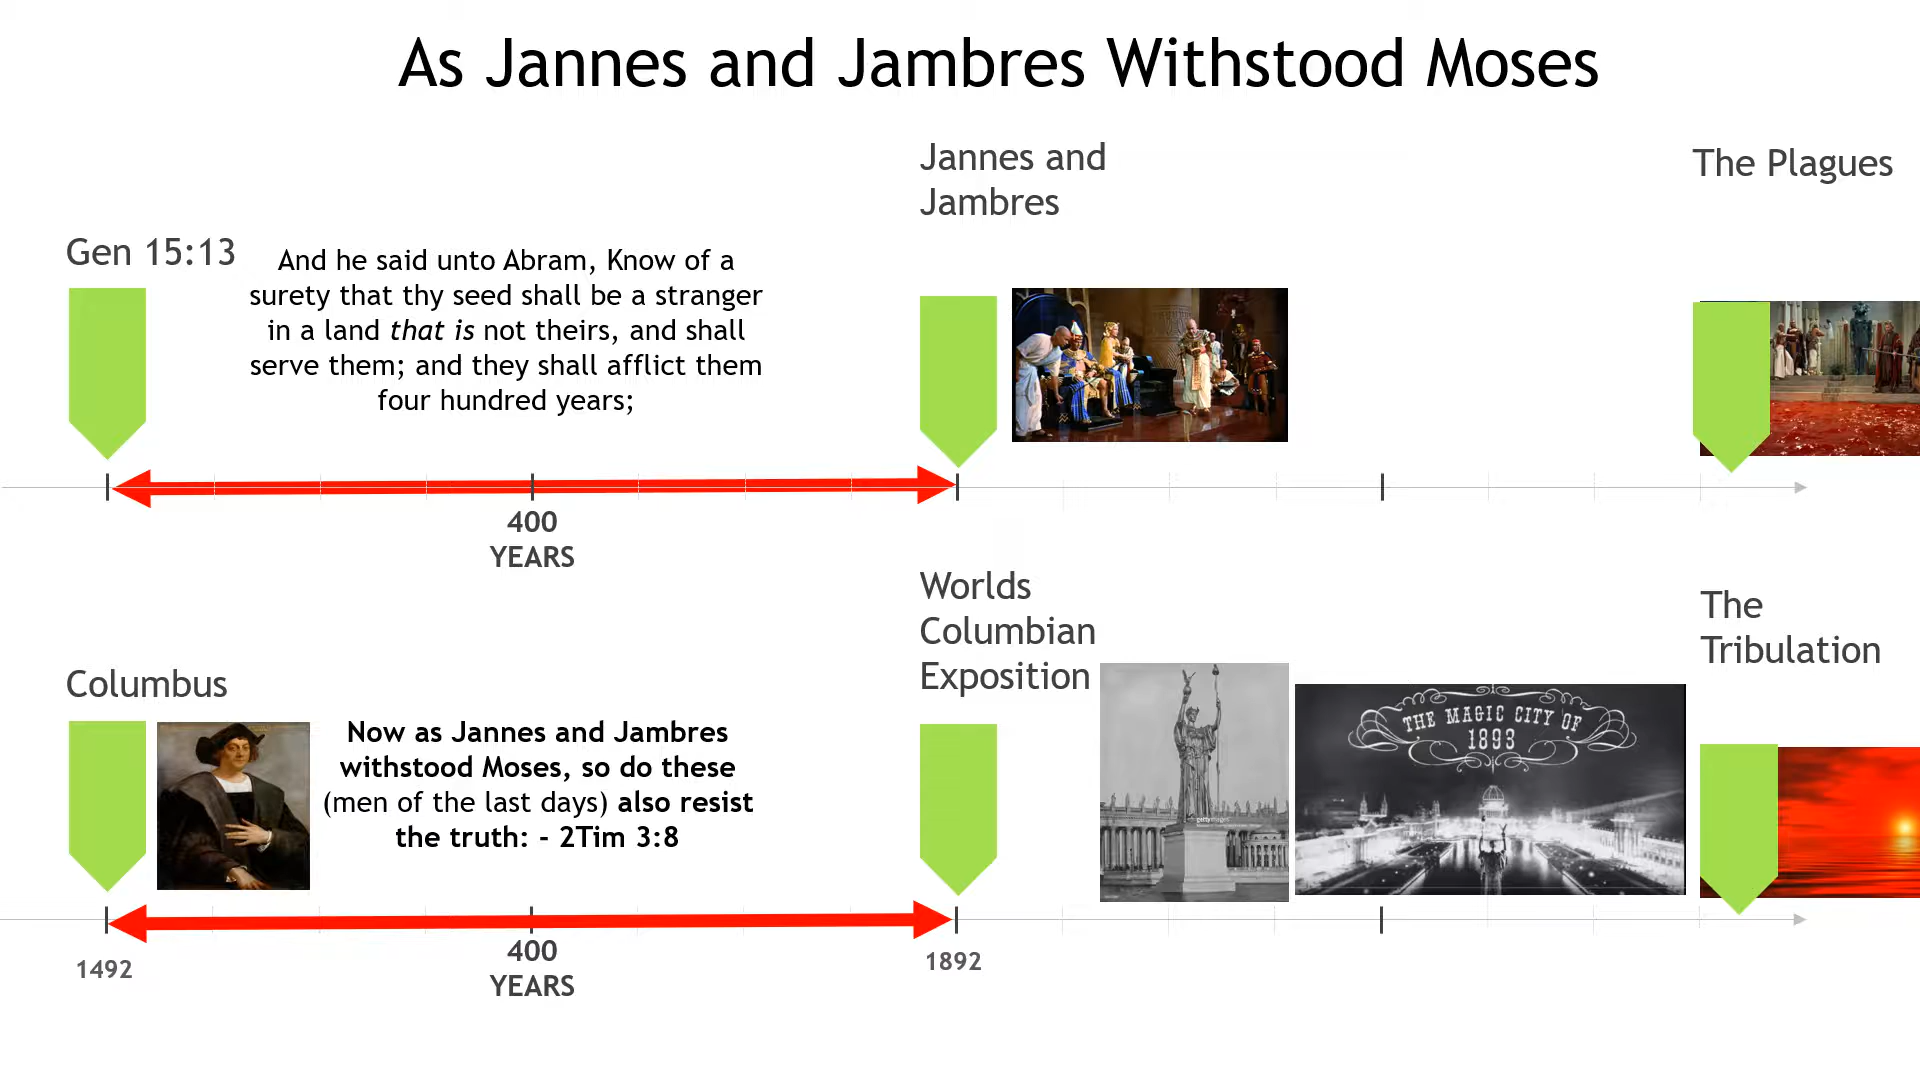 As Jannes and Jambres Withstood Moses
Jannes and
Jambres
The Plagues
Gen 15:13
And he said unto Abram, Know of a
surety that thy seed shall be a stranger
in a land that is not theirs, and shall
serve them; and they shall afflict them
four hundred years;
400
YEARS
Worlds
Columbian
Exposition
The
Tribulation
Columbus
Now as Jannes and Jambres
withstood Moses, so do these
(men of the last days) also resist
the truth: - 2Tim 3:8
THE MAGIC CITY OF
1893
gettyimages
400
YEARS
1492
1892